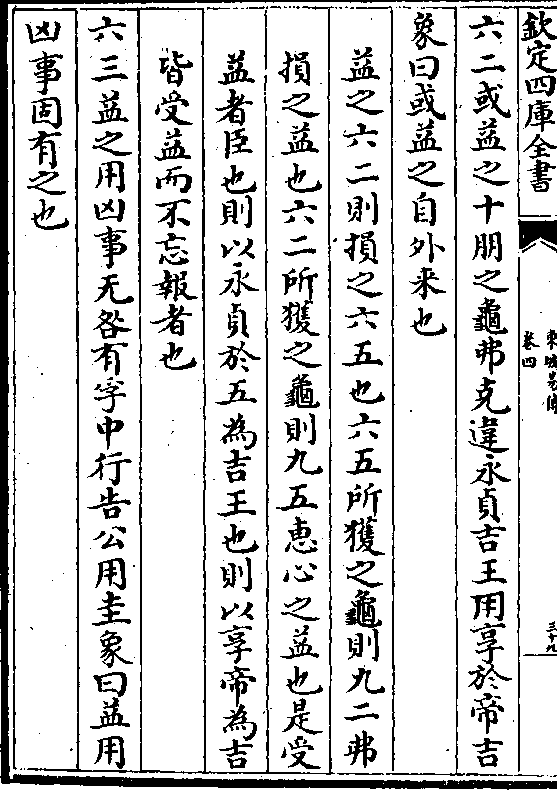 欽定四庫全書
東坡易傳
卷四
三十九
六二或益之十朋之龜弗克違永貞吉王用享於帝吉
象曰或益之自外来也
益之六二則損之六五也六五所獲之龜則九二弗
損之益也六二所獲之龜則九五恵心之益也是受
益者臣也則以永貞於五為吉王也則以享帝為吉
皆受益而不忘報者也
六三益之用凶事无咎有孚中行告公用圭象曰益用
凶事固有之也